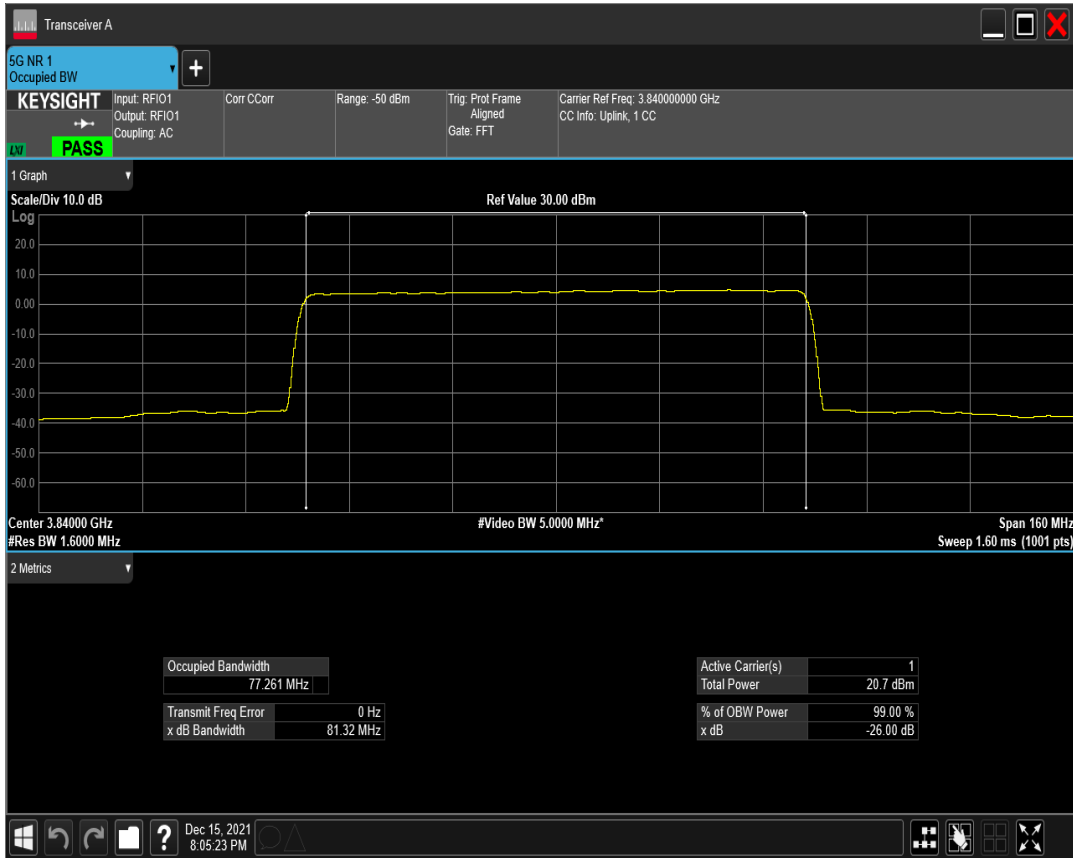 Transceiver A
5G NR 1
Occupied BW
+
KEYSIGHT
LXI
PASS
Input: RFIO1
Output: RFIO1
Coupling: AC
Corr CCorr
Range: -50 dBm
Trig: Prot Frame
Aligned
Gate: FFT
Carrier Ref Freq: 3.840000000 GHz
CC Info: Uplink, 1 CC
1 Graph
Scale/Div 10.0 dB
Ref Value 30.00 dBm
Log
20.0
10.0
0.00
-10.0
-20.0
-30.0
-40.0
-50.0
-60.0
Center 3.84000 GHz
#Video BW 5.0000 MHz*
Span 160 MHz
#Res BW 1.6000 MHz
Sweep 1.60 ms (1001 pts)
2 Metrics
Occupied Bandwidth
77.261 MHz
Transmit Freq Error 0 Hz
x dB Bandwidth 81.32 MHz
Active Carrier(s) 1
Total Power 20.7 dBm
% of OBW Power 99.00 %
x dB -26.00 dB
?
Dec 15, 2021
8:05:23 PM